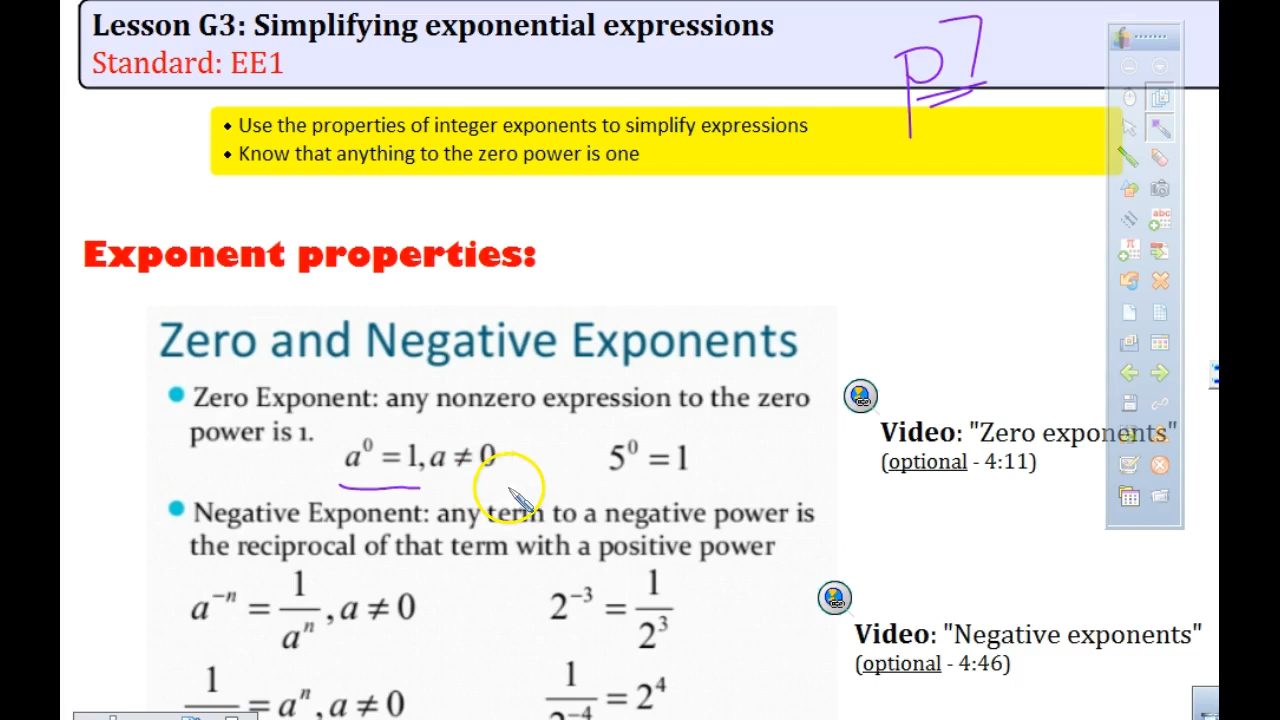 Lesson G3: Simplifying exponential expressions
Standard: EE1
p7
• Use the properties of integer exponents to simplify expressions
• Know that anything to the zero power is one
Exponent properties:
Zero and Negative Exponents
• Zero Exponent: any nonzero expression to the zero
power is 1.
a⁰ = 1, a ≠ 0    5⁰ = 1
Video: "Zero exponents"
(optional - 4:11)
• Negative Exponent: any term to a negative power is
the reciprocal of that term with a positive power
a⁻ⁿ = 1/aⁿ, a ≠ 0    2⁻³ = 1/2³
Video: "Negative exponents"
(optional - 4:46)
1/ = aⁿ, a ≠ 0    1/2⁻⁴ = 2⁴